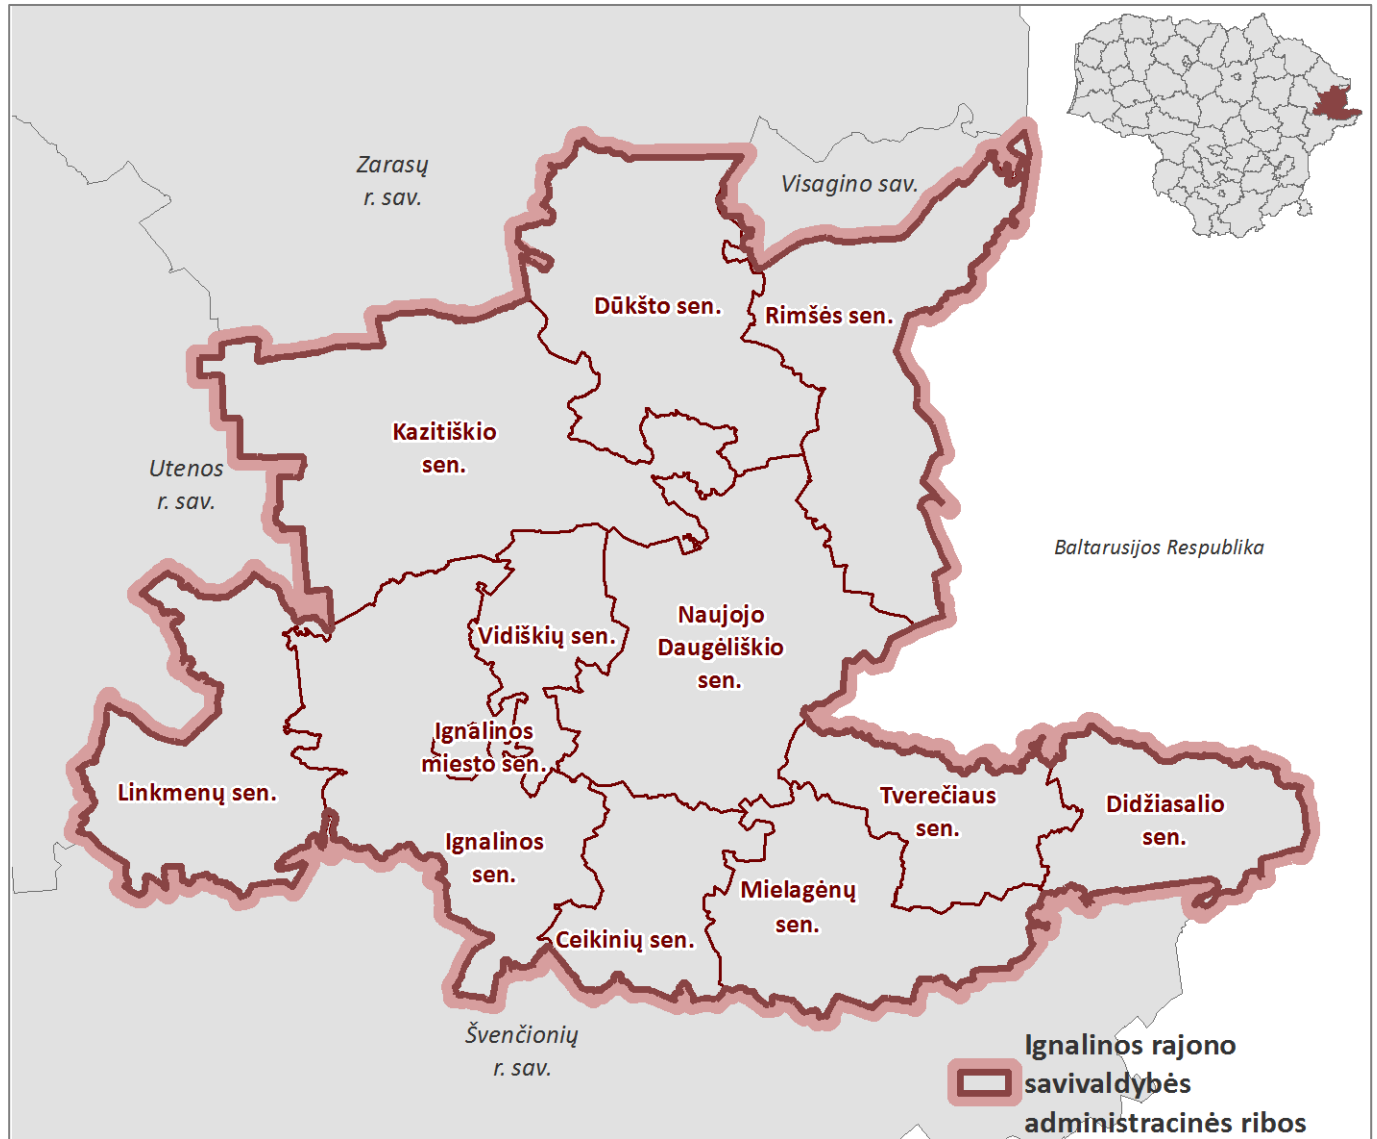 Zarasų
r. sav.
Visagino sav.
Dūkšto sen.
Rimšės sen.
Kazitiškio
sen.
Utenos
r. sav.
Baltarusijos Respublika
Naujojo
Daugėliškio
sen.
Vidiškių sen.
Ignalinos
miesto sen.
Linkmenų sen.
Tverečiaus
sen.
Didžiasalio
sen.
Ignalinos
sen.
Mielagėnų
sen.
Ceikinių sen.
Švenčionių
r. sav.
Ignalinos rajono
savivaldybės
administracinės ribos